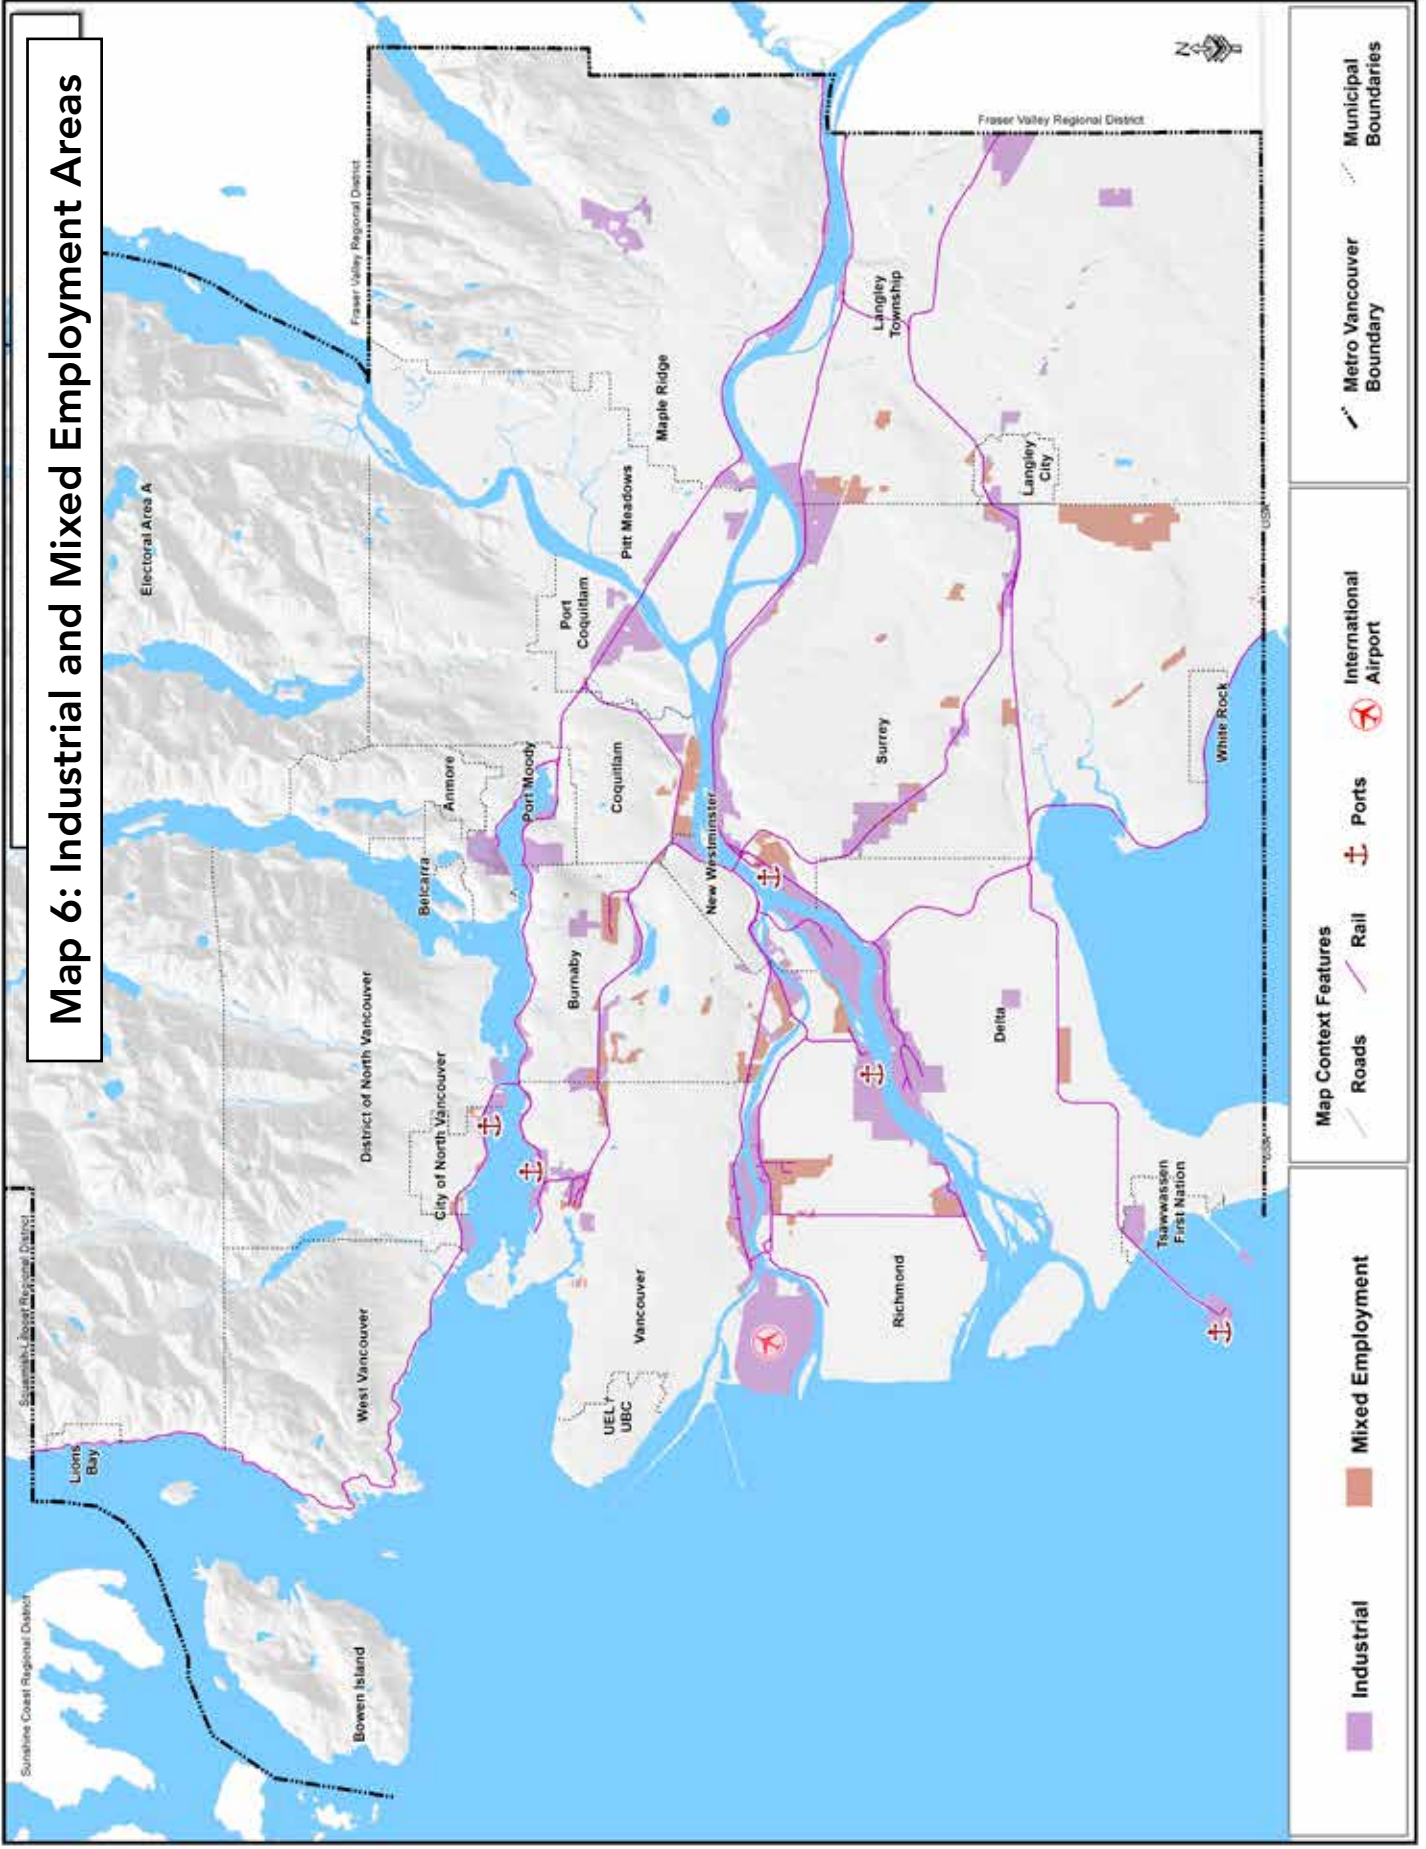 Map 6: Industrial and Mixed Employment Areas
Sunshine Coast Regional District
Squamish-Lillooet Regional District
Fraser Valley Regional District
Fraser Valley Regional District
N
Electoral Area A
Lions
Bay
Bowen Island
West Vancouver
District of North Vancouver
City of North Vancouver
Belcarra
Anmore
Port Moody
Port
Coquitlam
Coquitlam
Pitt Meadows
Maple Ridge
Burnaby
New Westminster
Vancouver
UEL
UBC
Richmond
Surrey
Langley
Township
Langley
City
Delta
White Rock
Tsawwassen
First Nation
USA
USA
Industrial
Mixed Employment
Map Context Features
Roads
Rail
Ports
International
Airport
Metro Vancouver
Boundary
Municipal
Boundaries